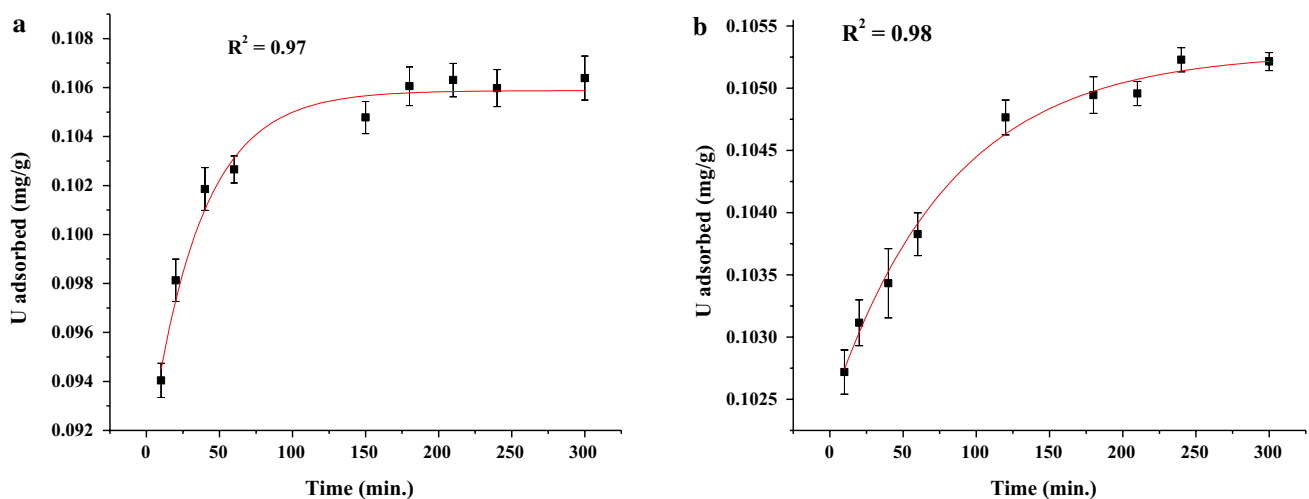 a
R² = 0.97
0.108
0.106
0.104
0.102
0.100
0.098
0.096
0.094
0.092
U adsorbed (mg/g)
0 50 100 150 200 250 300
Time (min.)
b
R² = 0.98
0.1055
0.1050
0.1045
0.1040
0.1035
0.1030
0.1025
U adsorbed (mg/g)
0 50 100 150 200 250 300
Time (min.)